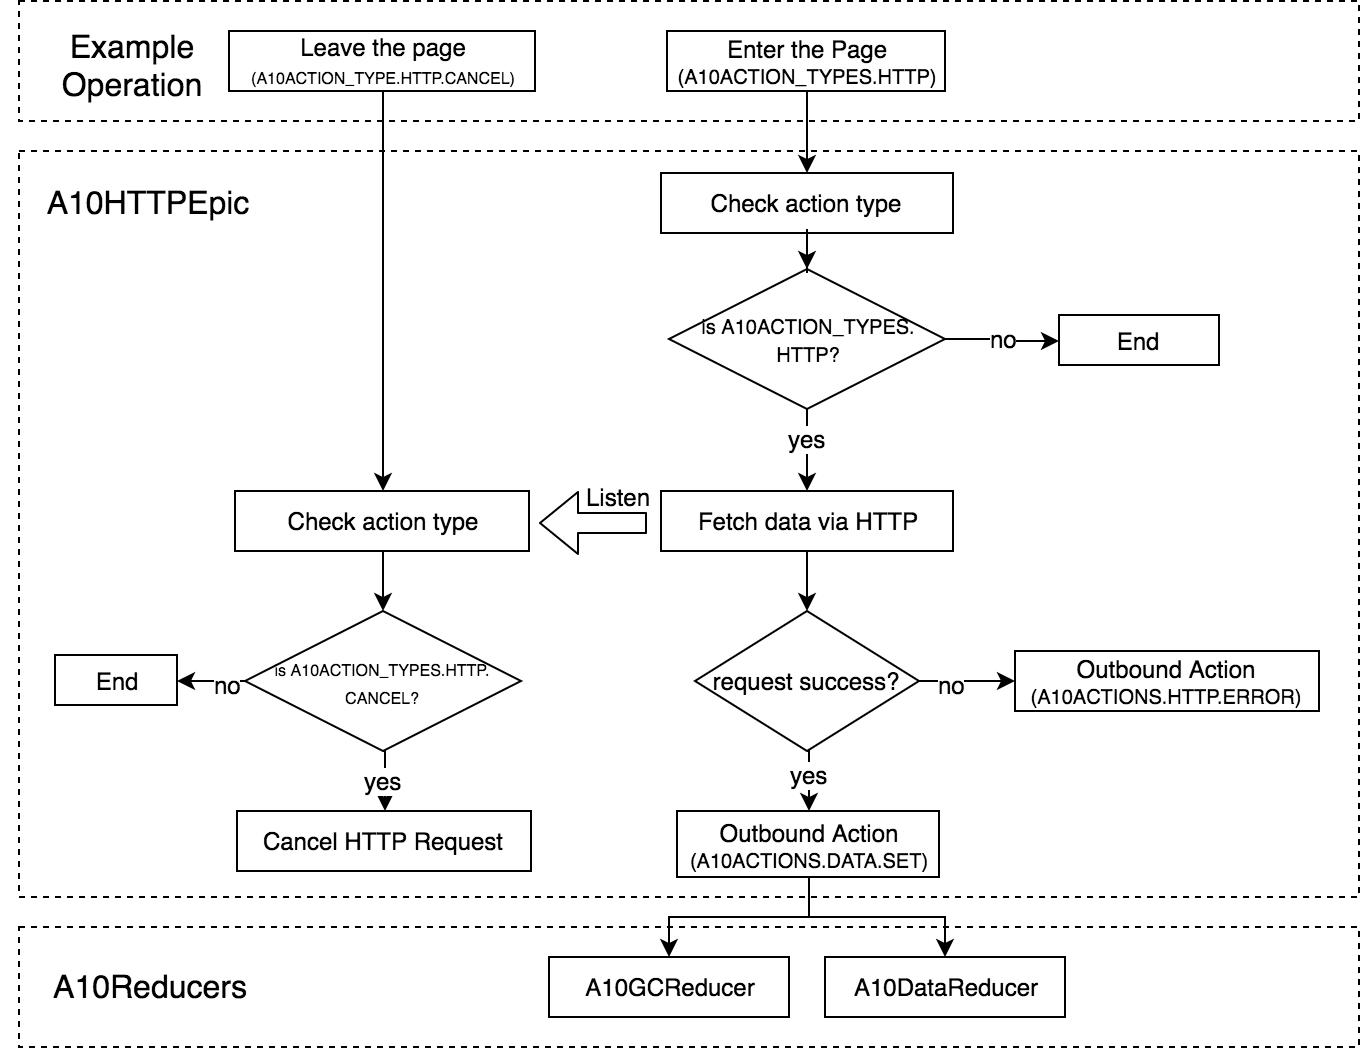 Example
Operation
Leave the page
(A10ACTION_TYPE.HTTP.CANCEL)
Enter the Page
(A10ACTION_TYPES.HTTP)
A10HTTPEpic
Check action type
is A10ACTION_TYPES.
HTTP?
no
End
yes
Check action type
Listen
Fetch data via HTTP
is A10ACTION_TYPES.HTTP.
CANCEL?
no
End
yes
Cancel HTTP Request
request success?
no
Outbound Action
(A10ACTIONS.HTTP.ERROR)
yes
Outbound Action
(A10ACTIONS.DATA.SET)
A10Reducers
A10GCReducer
A10DataReducer